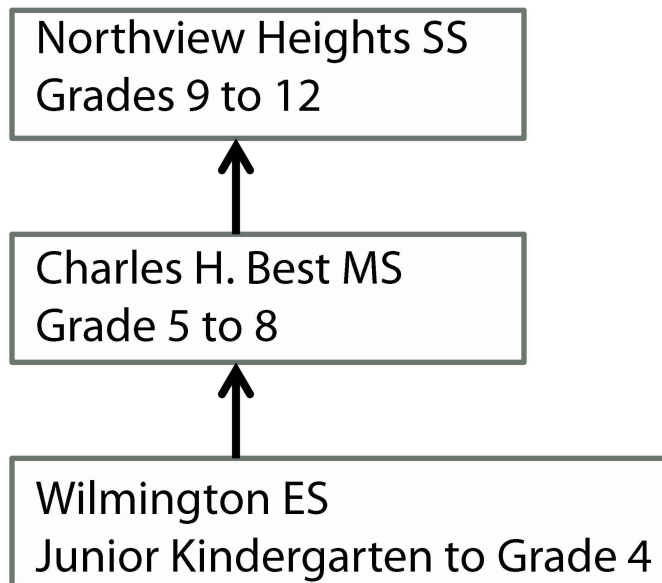 Northview Heights SS
Grades 9 to 12
Charles H. Best MS
Grade 5 to 8
Wilmington ES
Junior Kindergarten to Grade 4